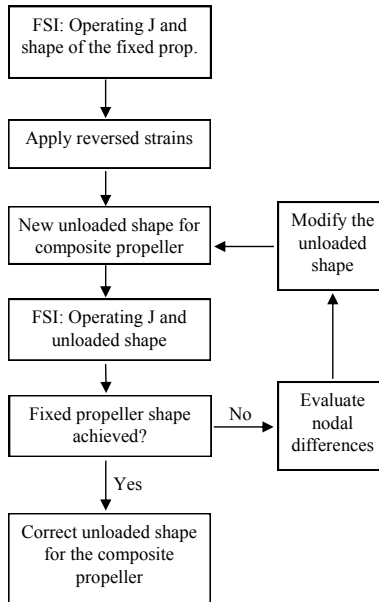 FSI: Operating J and
shape of the fixed prop.
Apply reversed strains
New unloaded shape for
composite propeller
Modify the
unloaded
shape
FSI: Operating J and
unloaded shape
Fixed propeller shape
achieved?
No
Evaluate
nodal
differences
Yes
Correct unloaded shape
for the composite
propeller